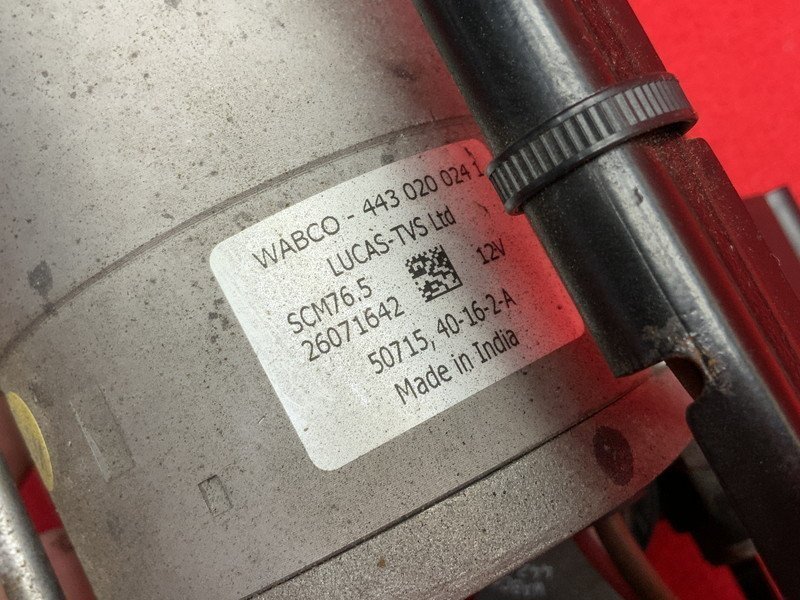 WABCO - 443 020 024 1
LUCAS-TVS Ltd
SCM76.5 12V
26071642
50715, 40-16-2-A
Made in India